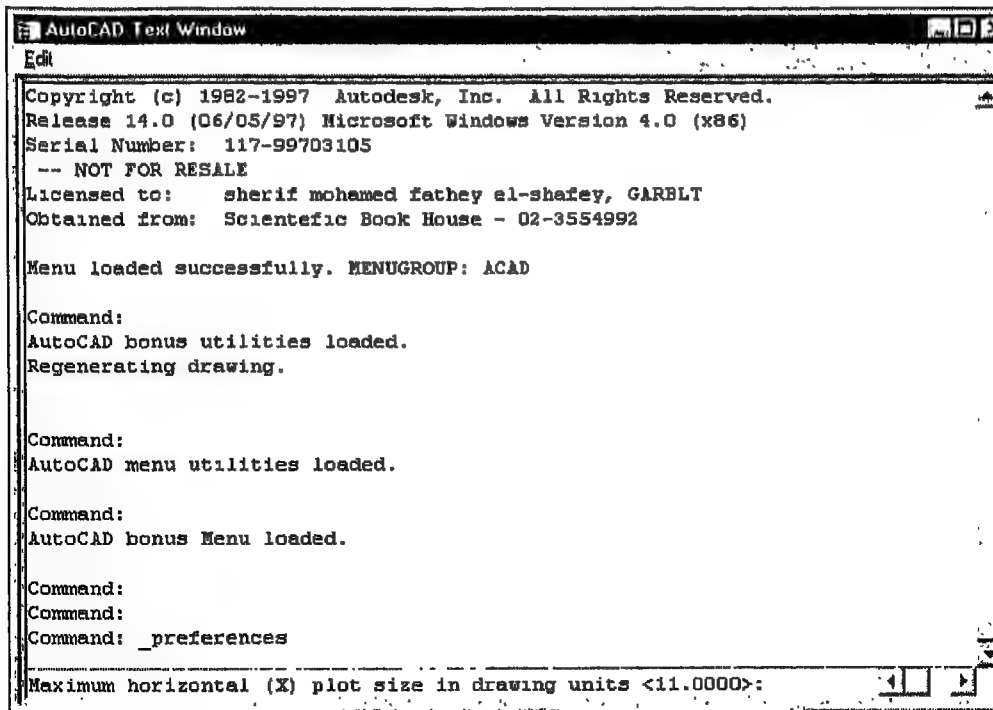 AutoCAD Text Window
Edit
Copyright (c) 1982-1997 Autodesk, Inc. All Rights Reserved.
Release 14.0 (06/05/97) Microsoft Windows Version 4.0 (x86)
Serial Number: 117-99703105
-- NOT FOR RESALE
Licensed to: sherif mohamed fathey el-shafey, GARBLT
Obtained from: Scientefic Book House - 02-3554992
Menu loaded successfully. MENUGROUP: ACAD
Command:
AutoCAD bonus utilities loaded.
Regenerating drawing.
Command:
AutoCAD menu utilities loaded.
Command:
AutoCAD bonus Menu loaded.
Command:
Command:
Command: _preferences
Maximum horizontal (X) plot size in drawing units <11.0000>: